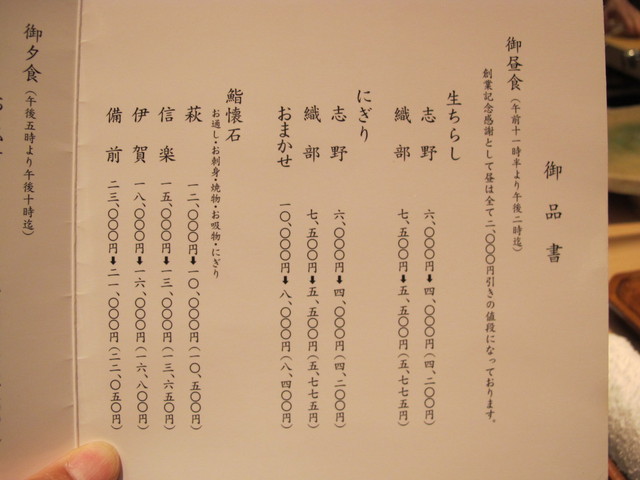 御品書
御昼食（午前十一時半より午後二時迄）
創業記念感謝として昼は全て二、〇〇〇円引きの値段になっております。
生ちらし
志野 六、〇〇〇円➡四、〇〇〇円（四、二〇〇円）
織部 七、五〇〇円➡五、五〇〇円（五、七七五円）
にぎり
志野 六、〇〇〇円➡四、〇〇〇円（四、二〇〇円）
織部 七、五〇〇円➡五、五〇〇円（五、七七五円）
おまかせ 一〇、〇〇〇円➡八、〇〇〇円（八、四〇〇円）
鮨懐石
お通し・お刺身・焼物・お吸物・にぎり
萩 一二、〇〇〇円➡一〇、〇〇〇円（一〇、五〇〇円）
信楽 一五、〇〇〇円➡一三、〇〇〇円（一三、六五〇円）
伊賀 一八、〇〇〇円➡一六、〇〇〇円（一六、八〇〇円）
備前 二三、〇〇〇円➡二一、〇〇〇円（二二、〇五〇円）
御夕食（午後五時より午後十時迄）